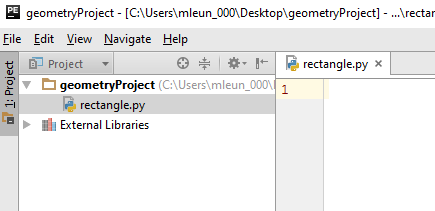 PE geometryProject - [C:\Users\mleun_000\Desktop\geometryProject] - ...\rectar
File Edit View Navigate Help
1: Project
Project
rectangle.py ×
geometryProject (C:\Users\mleun_000\
rectangle.py
External Libraries
1